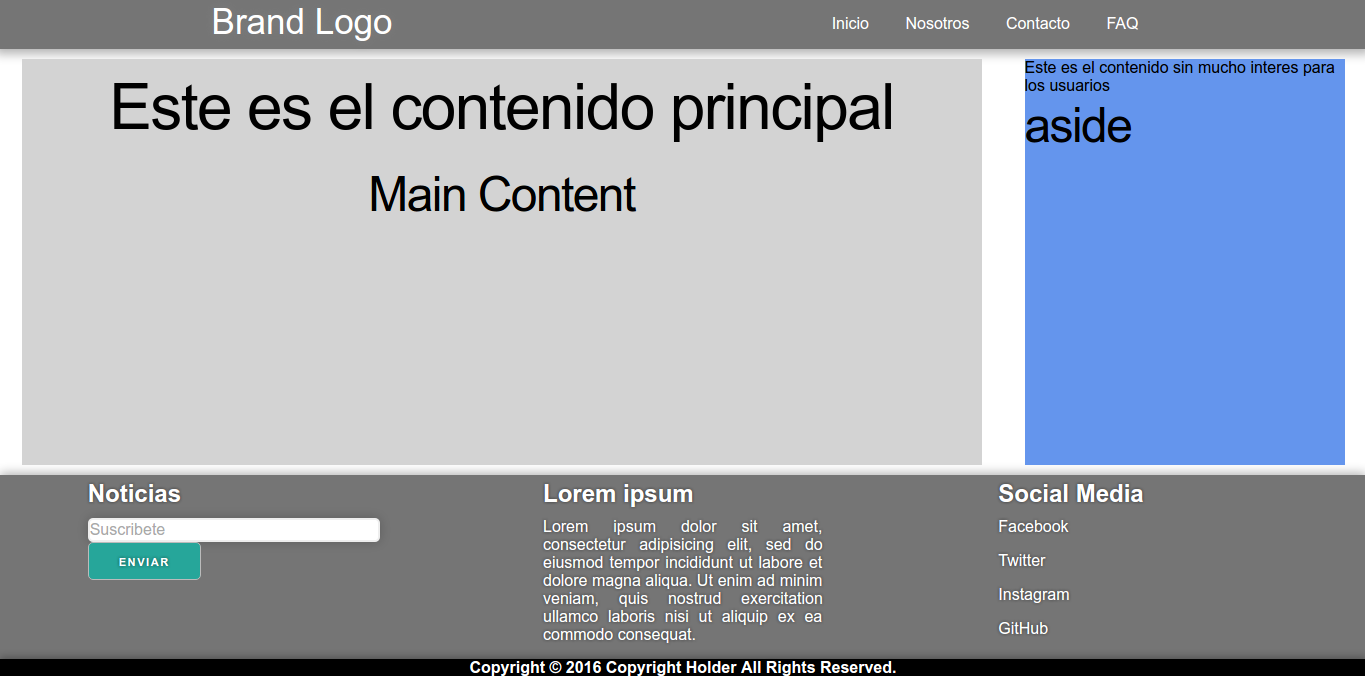 Brand Logo
Inicio Nosotros Contacto FAQ
Este es el contenido principal
Main Content
Este es el contenido sin mucho interes para
los usuarios
aside
Noticias
Suscribete
ENVIAR
Lorem ipsum
Lorem ipsum dolor sit amet,
consectetur adipisicing elit, sed do
eiusmod tempor incididunt ut labore et
dolore magna aliqua. Ut enim ad minim
veniam, quis nostrud exercitation
ullamco laboris nisi ut aliquip ex ea
commodo consequat.
Social Media
Facebook
Twitter
Instagram
GitHub
Copyright © 2016 Copyright Holder All Rights Reserved.